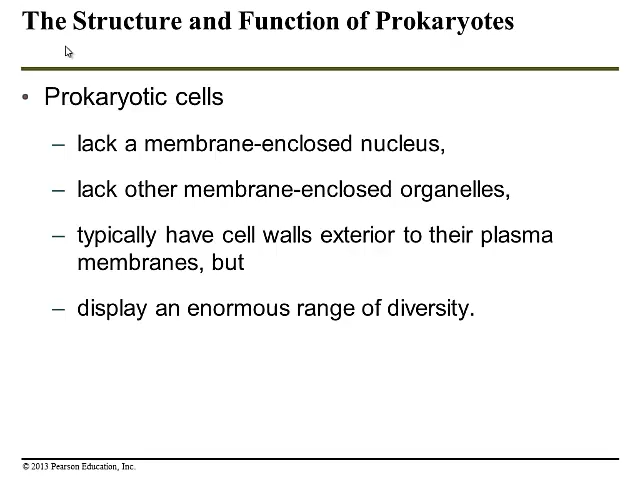 The Structure and Function of Prokaryotes
• Prokaryotic cells
– lack a membrane-enclosed nucleus,
– lack other membrane-enclosed organelles,
– typically have cell walls exterior to their plasma
membranes, but
– display an enormous range of diversity.
© 2013 Pearson Education, Inc.